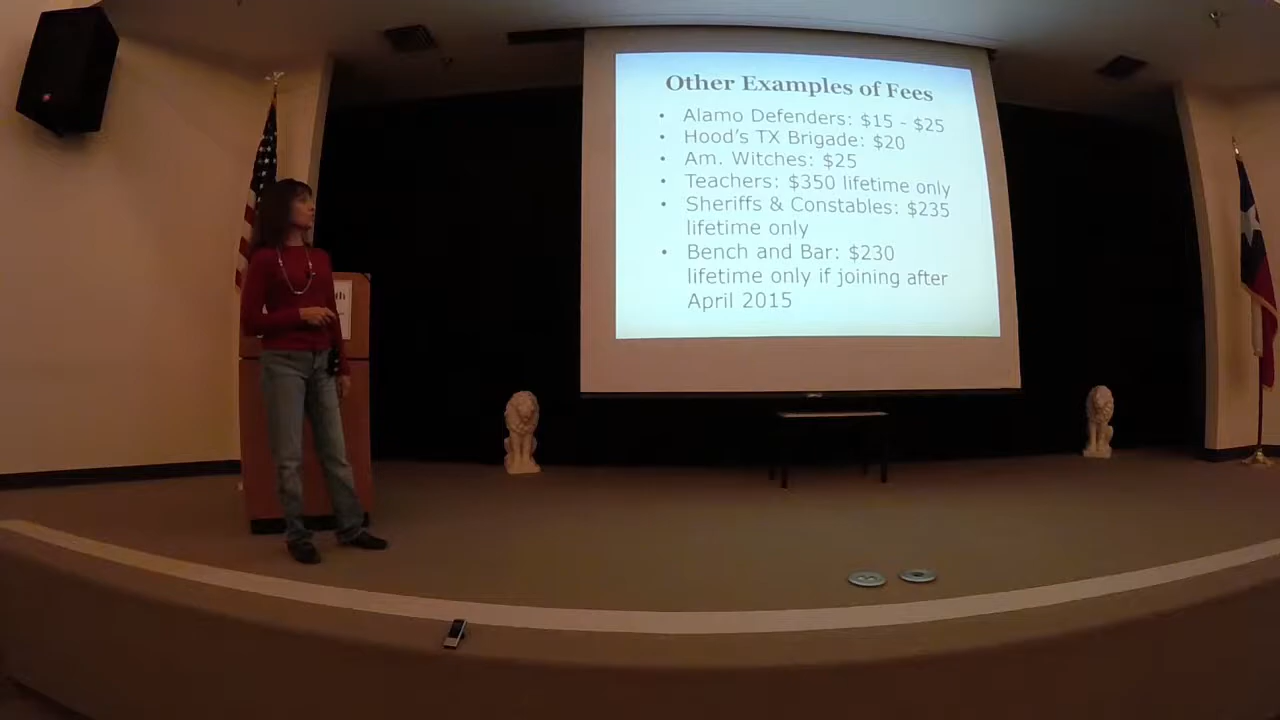 Other Examples of Fees
• Alamo Defenders: $15 - $25
• Hood's TX Brigade: $20
• Am. Witches: $25
• Teachers: $350 lifetime only
• Sheriffs & Constables: $235
lifetime only
• Bench and Bar: $230
lifetime only if joining after
April 2015